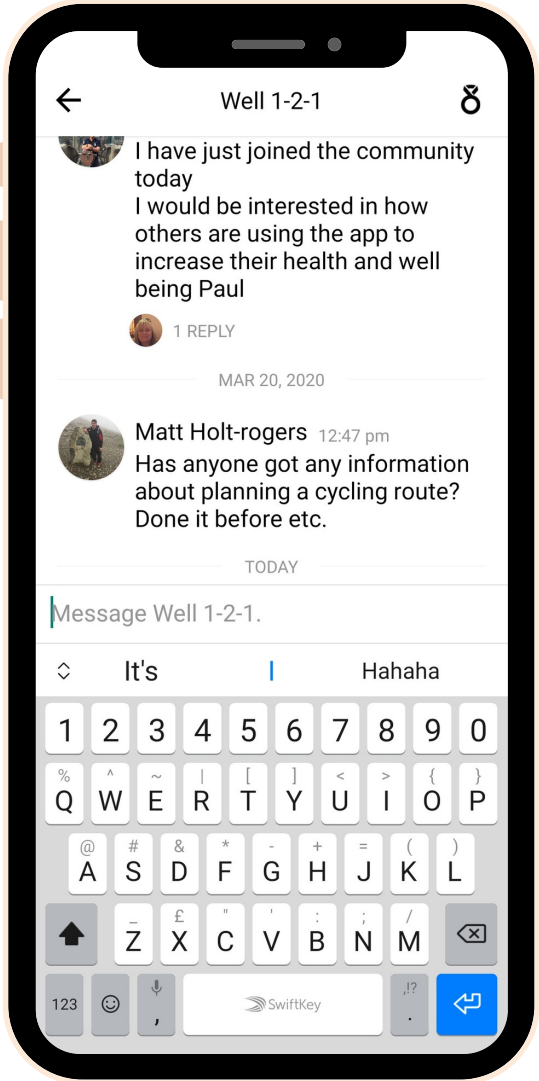 Well 1-2-1
I have just joined the community
today
I would be interested in how
others are using the app to
increase their health and well
being Paul
1 REPLY
MAR 20, 2020
Matt Holt-rogers 12:47 pm
Has anyone got any information
about planning a cycling route?
Done it before etc.
TODAY
Message Well 1-2-1.
It's I Hahaha
1 2 3 4 5 6 7 8 9 0
% ^ ~ | [ ] < > { }
Q W E R T Y U I O P
@ # & * - + = ( )
A S D F G H J K L
_ £ " ' : ; /
Z X C V B N M
,!?
123 , SwiftKey .